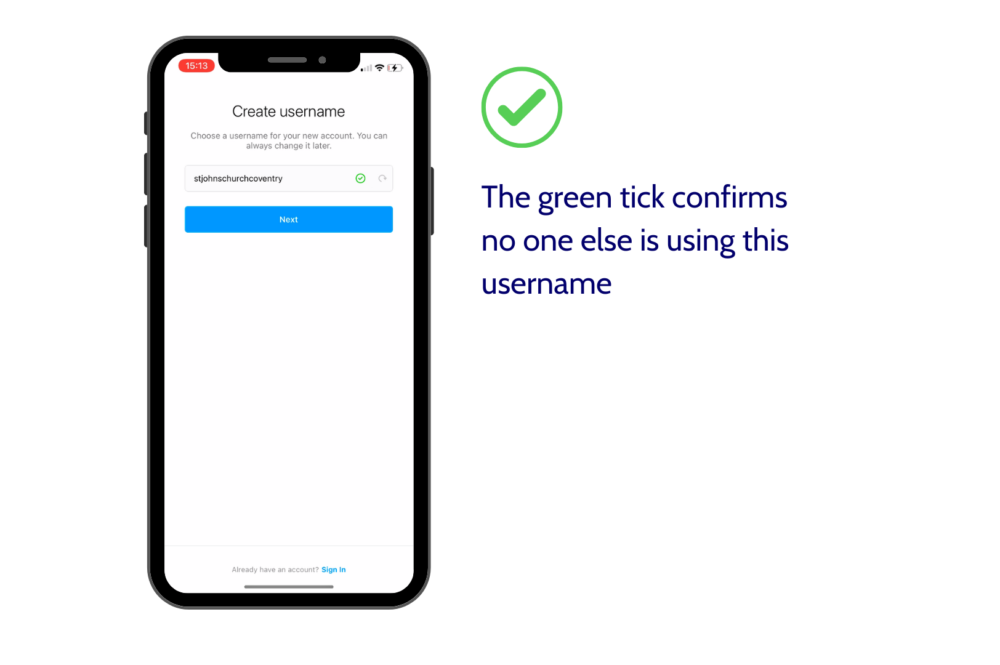 15:13
Create username
Choose a username for your new account. You can
always change it later.
stjohnschurchcoventry
Next
Already have an account? Sign In
The green tick confirms
no one else is using this
username